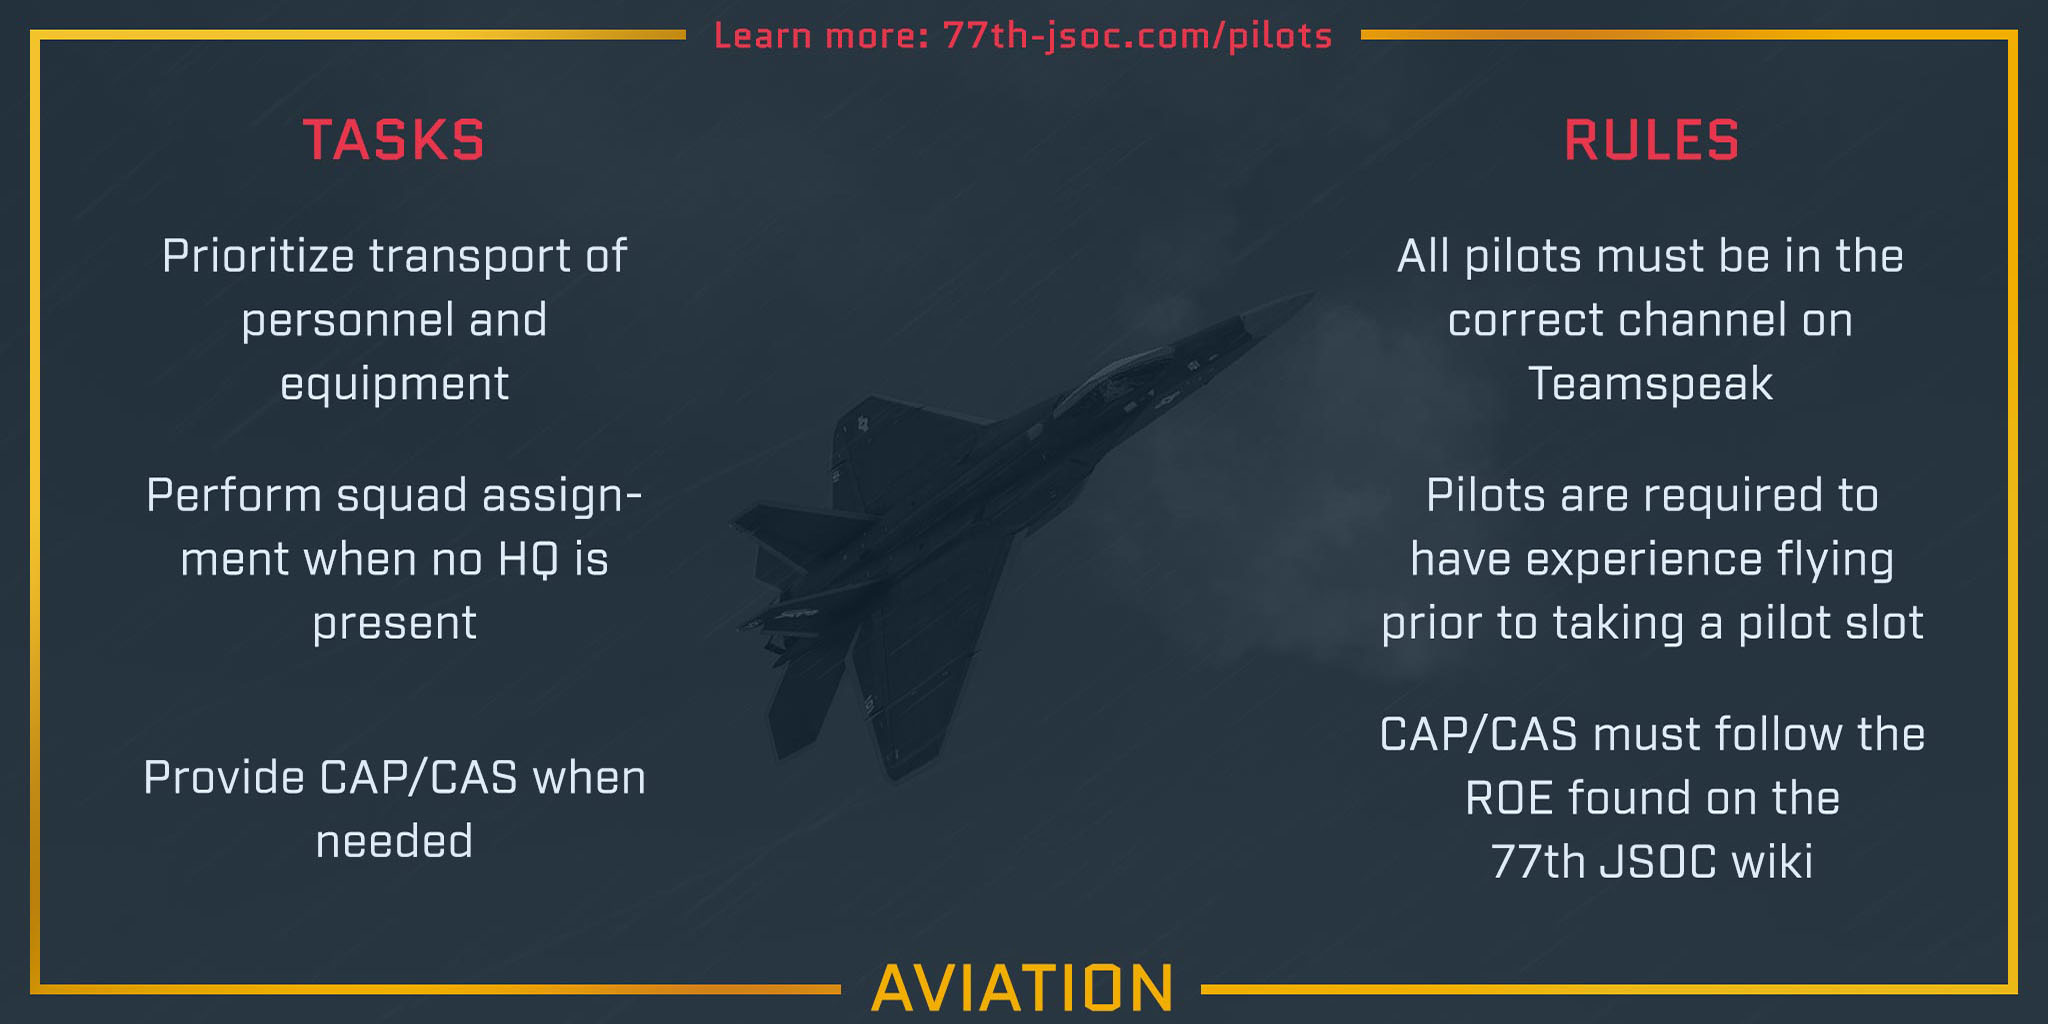 Learn more: 77th-jsoc.com/pilots
TASKS
Prioritize transport of
personnel and
equipment
Perform squad assign-
ment when no HQ is
present
Provide CAP/CAS when
needed
RULES
All pilots must be in the
correct channel on
Teamspeak
Pilots are required to
have experience flying
prior to taking a pilot slot
CAP/CAS must follow the
ROE found on the
77th JSOC wiki
AVIATION